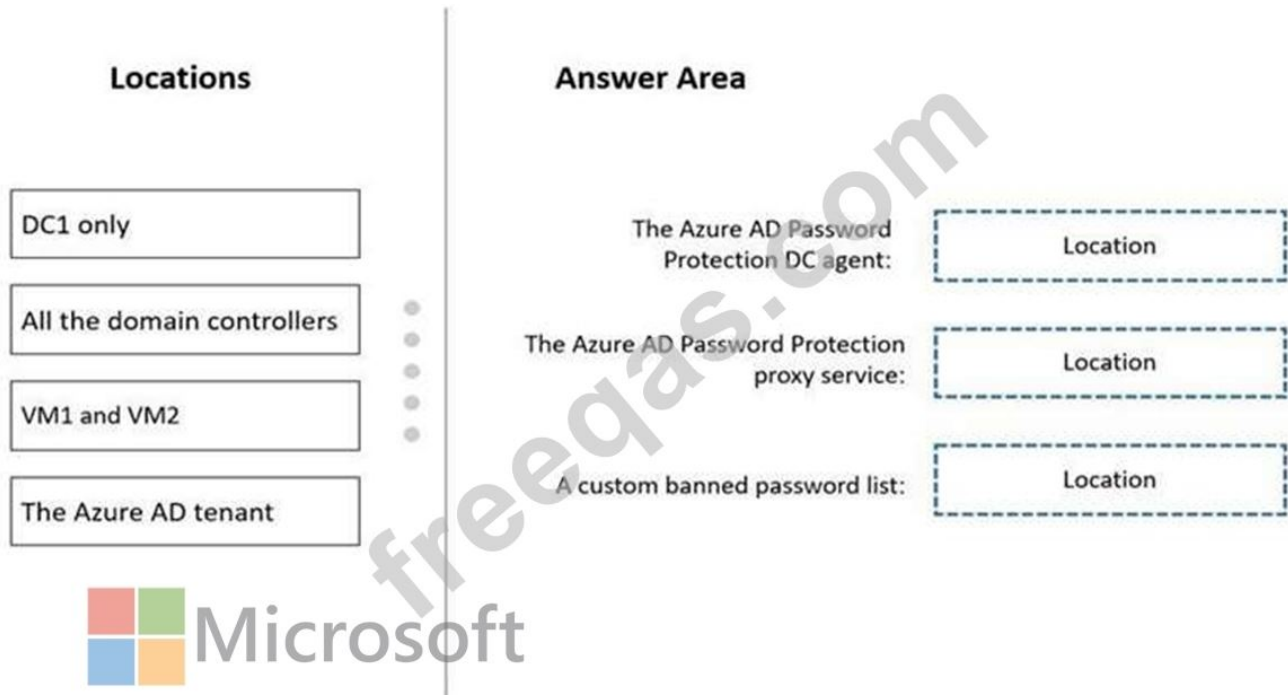 Locations
Answer Area
DC1 only
All the domain controllers
VM1 and VM2
The Azure AD tenant
The Azure AD Password
Protection DC agent:
Location
The Azure AD Password Protection
proxy service:
Location
A custom banned password list:
Location
freeqas.com
Microsoft